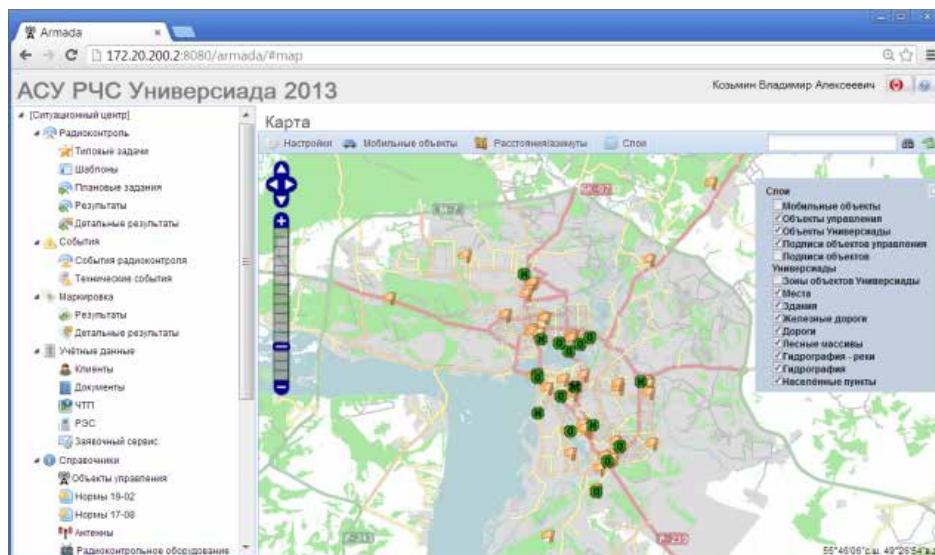 Armada
172.20.200.2:8080/armada/#map
АСУ РЧС Универсиада 2013
Козьмин Владимир Алексеевич
[Ситуационный центр]
Радиоконтроль
Типовые задачи
Шаблоны
Плановые задания
Результаты
Детальные результаты
События
События радиоконтроля
Технические события
Маркировка
Результаты
Детальные результаты
Учётные данные
Клиенты
Документы
ЧТП
РЭС
Заявочный сервис
Справочники
Объекты управления
Нормы 19-02
Нормы 17-08
Антенны
Радиоконтрольное оборудование
Карта
Настройки Мобильные объекты Расстояния/азимуты Слои
Слои
Мобильные объекты
Объекты управления
Объекты Универсиады
Подписи объектов управления
Подписи объектов
Универсиады
Зоны объектов Универсиады
Места
Здания
Железные дороги
Дороги
Лесные массивы
Гидрография - реки
Гидрография
Населённые пункты
М-7
Р-239